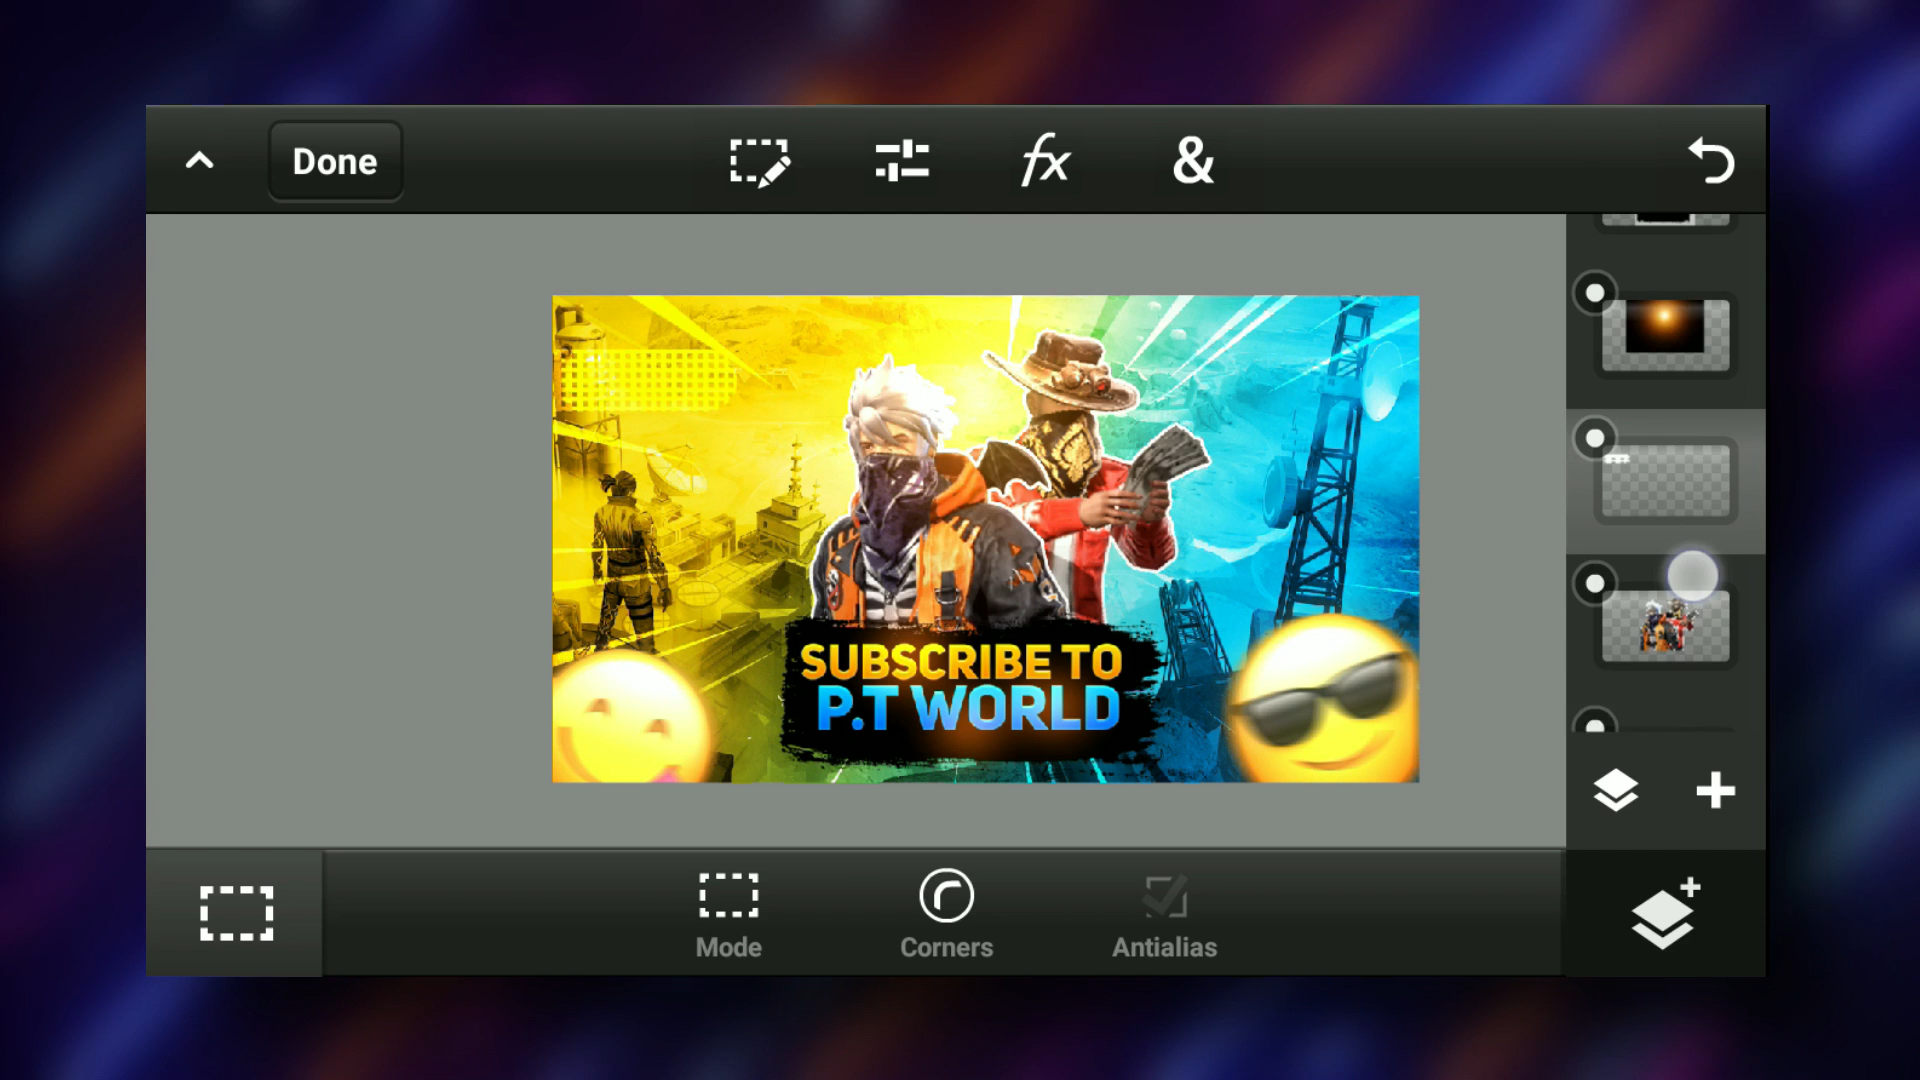 Done
fx
&
SUBSCRIBE TO
P.T WORLD
Mode
Corners
Antialias